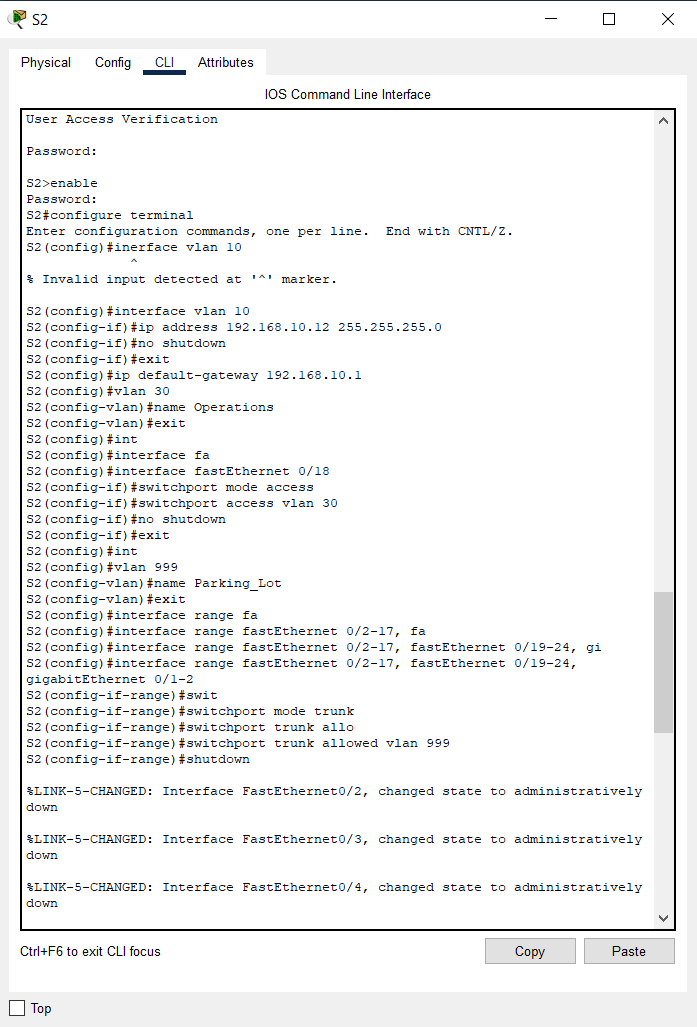 S2
Physical Config CLI Attributes
IOS Command Line Interface
User Access Verification
Password:
S2>enable
Password:
S2#configure terminal
Enter configuration commands, one per line.  End with CNTL/Z.
S2(config)#inerface vlan 10
^
% Invalid input detected at '^' marker.
S2(config)#interface vlan 10
S2(config-if)#ip address 192.168.10.12 255.255.255.0
S2(config-if)#no shutdown
S2(config-if)#exit
S2(config)#ip default-gateway 192.168.10.1
S2(config)#vlan 30
S2(config-vlan)#name Operations
S2(config-vlan)#exit
S2(config)#int
S2(config)#interface fa
S2(config)#interface fastEthernet 0/18
S2(config-if)#switchport mode access
S2(config-if)#switchport access vlan 30
S2(config-if)#no shutdown
S2(config-if)#exit
S2(config)#int
S2(config)#vlan 999
S2(config-vlan)#name Parking_Lot
S2(config-vlan)#exit
S2(config)#interface range fa
S2(config)#interface range fastEthernet 0/2-17, fa
S2(config)#interface range fastEthernet 0/2-17, fastEthernet 0/19-24, gi
S2(config)#interface range fastEthernet 0/2-17, fastEthernet 0/19-24,
gigabitEthernet 0/1-2
S2(config-if-range)#swit
S2(config-if-range)#switchport mode trunk
S2(config-if-range)#switchport trunk allo
S2(config-if-range)#switchport trunk allowed vlan 999
S2(config-if-range)#shutdown
%LINK-5-CHANGED: Interface FastEthernet0/2, changed state to administratively
down
%LINK-5-CHANGED: Interface FastEthernet0/3, changed state to administratively
down
%LINK-5-CHANGED: Interface FastEthernet0/4, changed state to administratively
down
Ctrl+F6 to exit CLI focus Copy Paste
Top